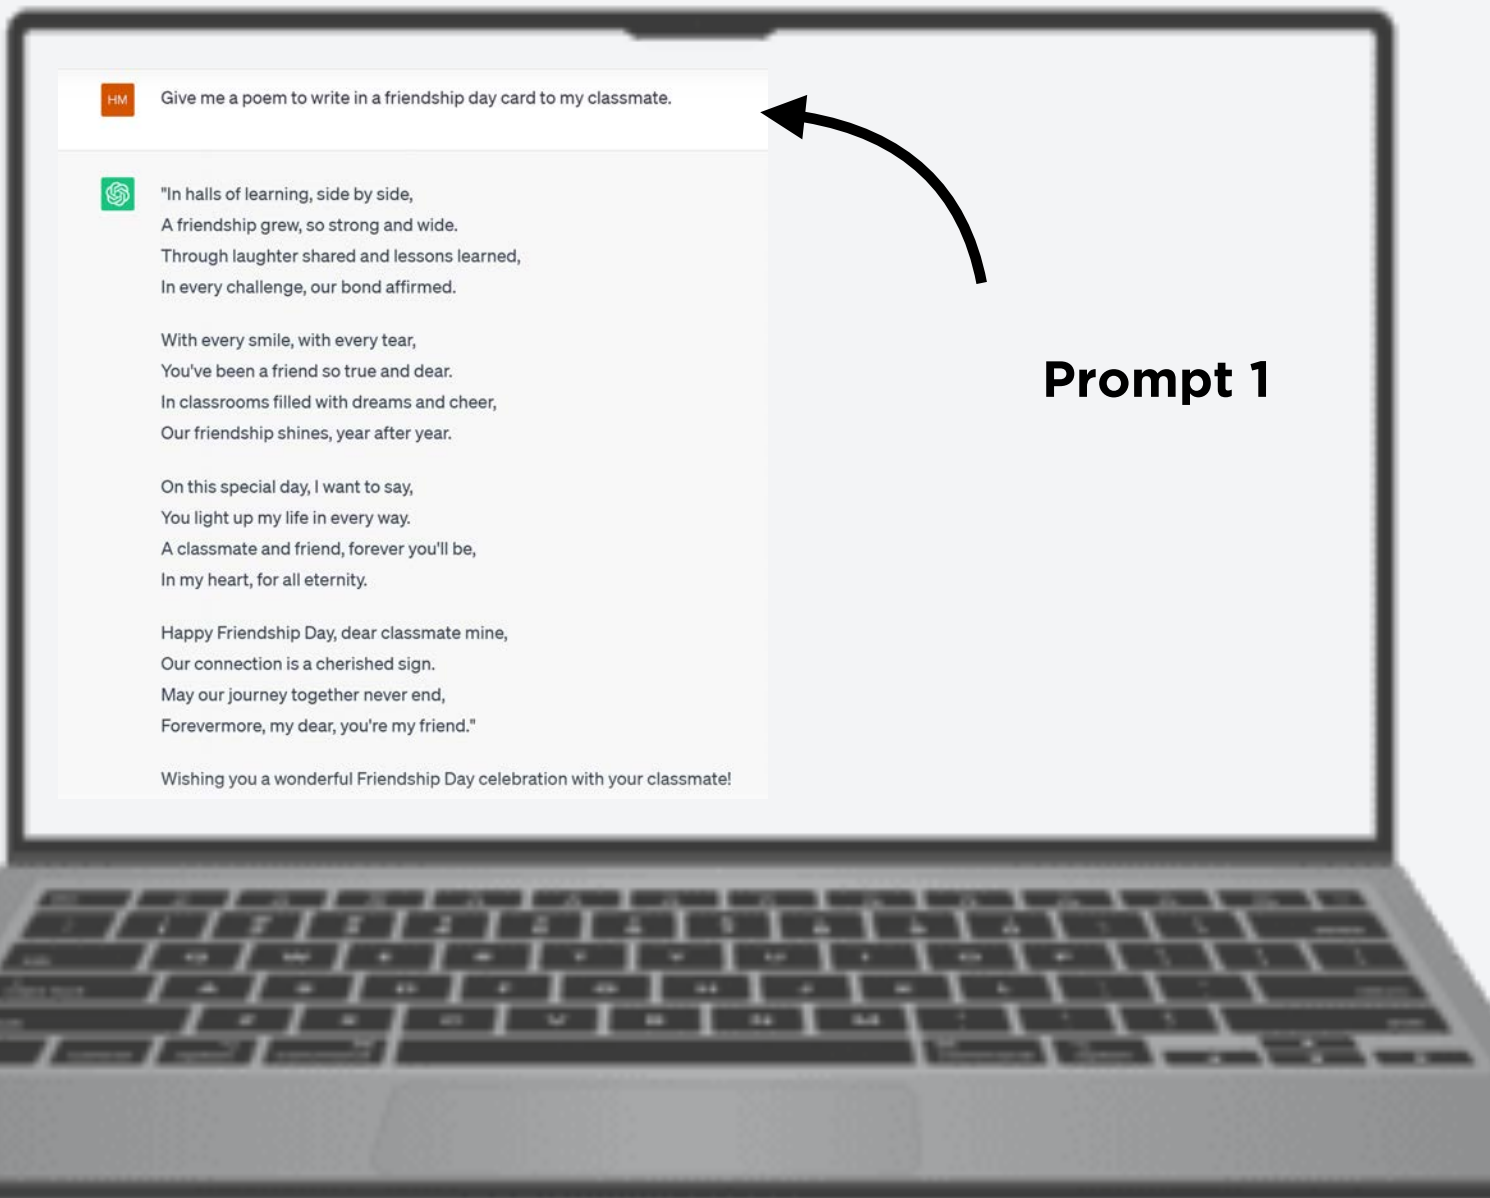 HM
Give me a poem to write in a friendship day card to my classmate.
"In halls of learning, side by side,
A friendship grew, so strong and wide.
Through laughter shared and lessons learned,
In every challenge, our bond affirmed.
With every smile, with every tear,
You've been a friend so true and dear.
In classrooms filled with dreams and cheer,
Our friendship shines, year after year.
On this special day, I want to say,
You light up my life in every way.
A classmate and friend, forever you'll be,
In my heart, for all eternity.
Happy Friendship Day, dear classmate mine,
Our connection is a cherished sign.
May our journey together never end,
Forevermore, my dear, you're my friend."
Wishing you a wonderful Friendship Day celebration with your classmate!
Prompt 1